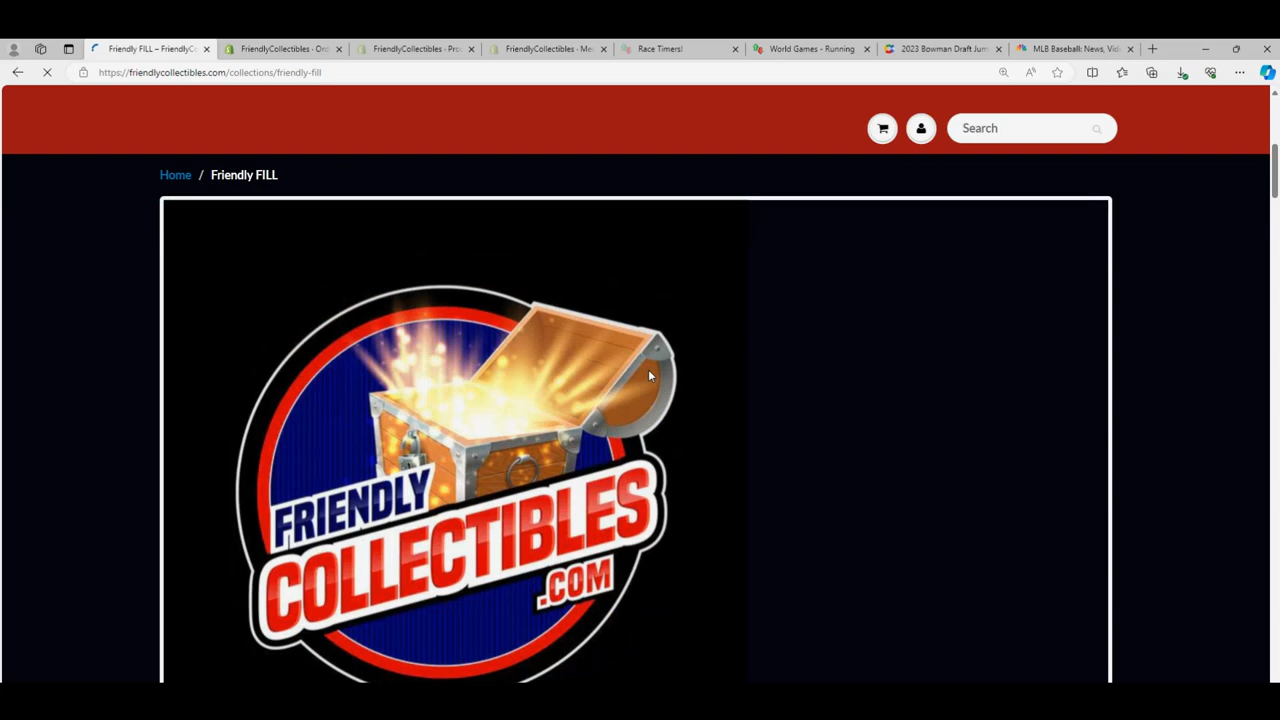 Friendly FILL – FriendlyCo
FriendlyCollectibles - Ord
FriendlyCollectibles - Pro
FriendlyCollectibles - Me
Race Timers!
World Games - Running
2023 Bowman Draft Jum
MLB Baseball: News, Vid
https://friendlycollectibles.com/collections/friendly-fill
Search
Home / Friendly FILL
FRIENDLY
COLLECTIBLES
.COM